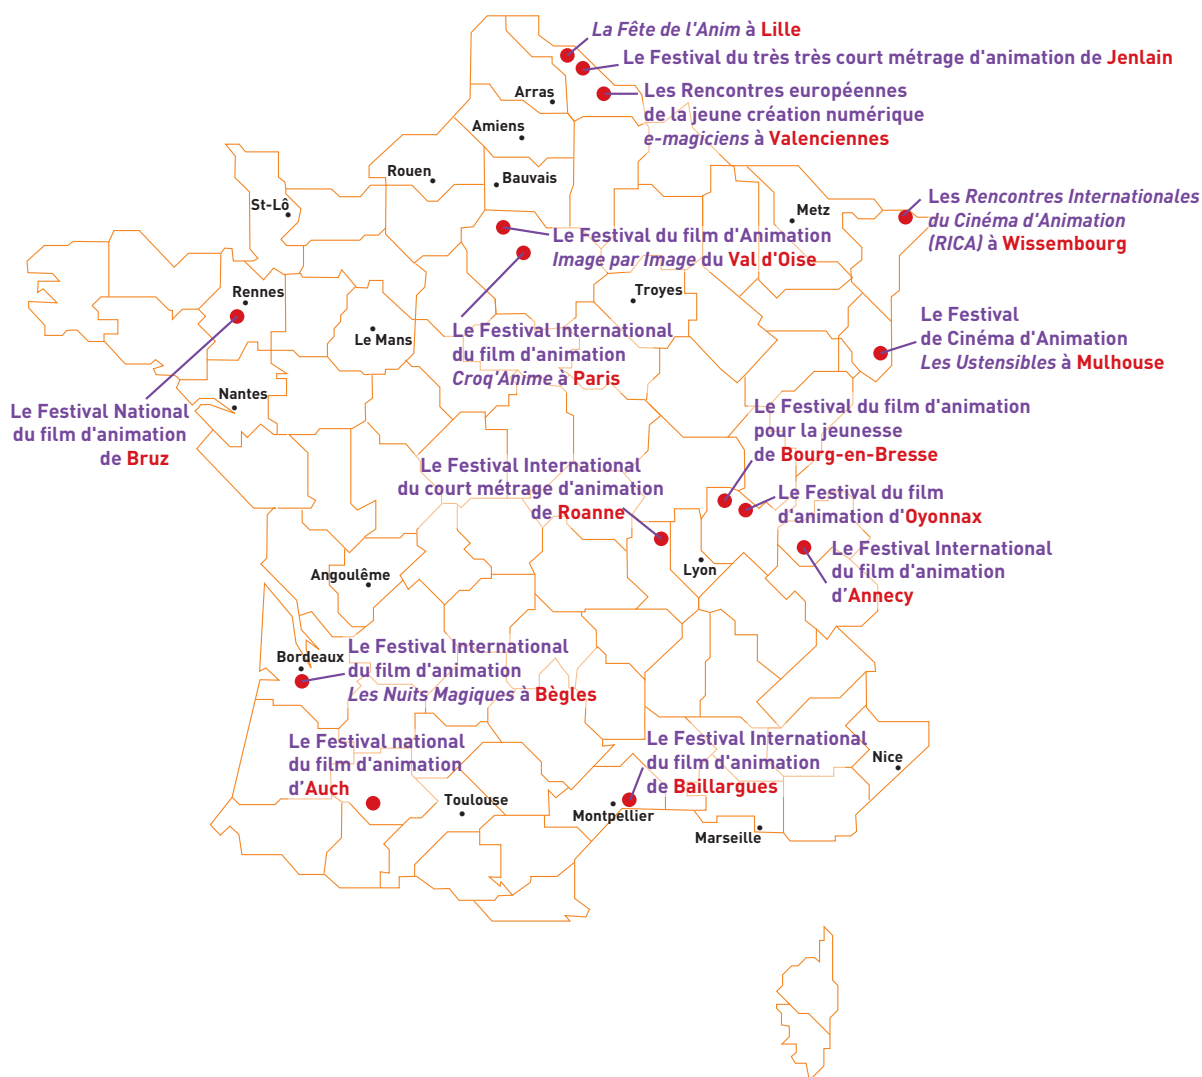 La Fête de l'Anim à Lille
Le Festival du très très court métrage d'animation de Jenlain
Arras
Les Rencontres européennes
de la jeune création numérique
e-magiciens à Valenciennes
Amiens
Rouen
Bauvais
St-Lô
Metz
Les Rencontres Internationales
du Cinéma d'Animation
(RICA) à Wissembourg
Le Festival du film d'Animation
Image par Image du Val d'Oise
Rennes
Troyes
Le Mans
Le Festival International
du film d'animation
Croq'Anime à Paris
Le Festival
de Cinéma d'Animation
Les Ustensibles à Mulhouse
Nantes
Le Festival National
du film d'animation
de Bruz
Le Festival du film d'animation
pour la jeunesse
de Bourg-en-Bresse
Le Festival International
du court métrage d'animation
de Roanne
Le Festival du film
d'animation d'Oyonnax
Lyon
Le Festival International
du film d'animation
d’Annecy
Angoulême
Bordeaux
Le Festival International
du film d'animation
Les Nuits Magiques à Bègles
Le Festival national
du film d'animation
d’Auch
Le Festival International
du film d'animation
de Baillargues
Nice
Toulouse
Montpellier
Marseille